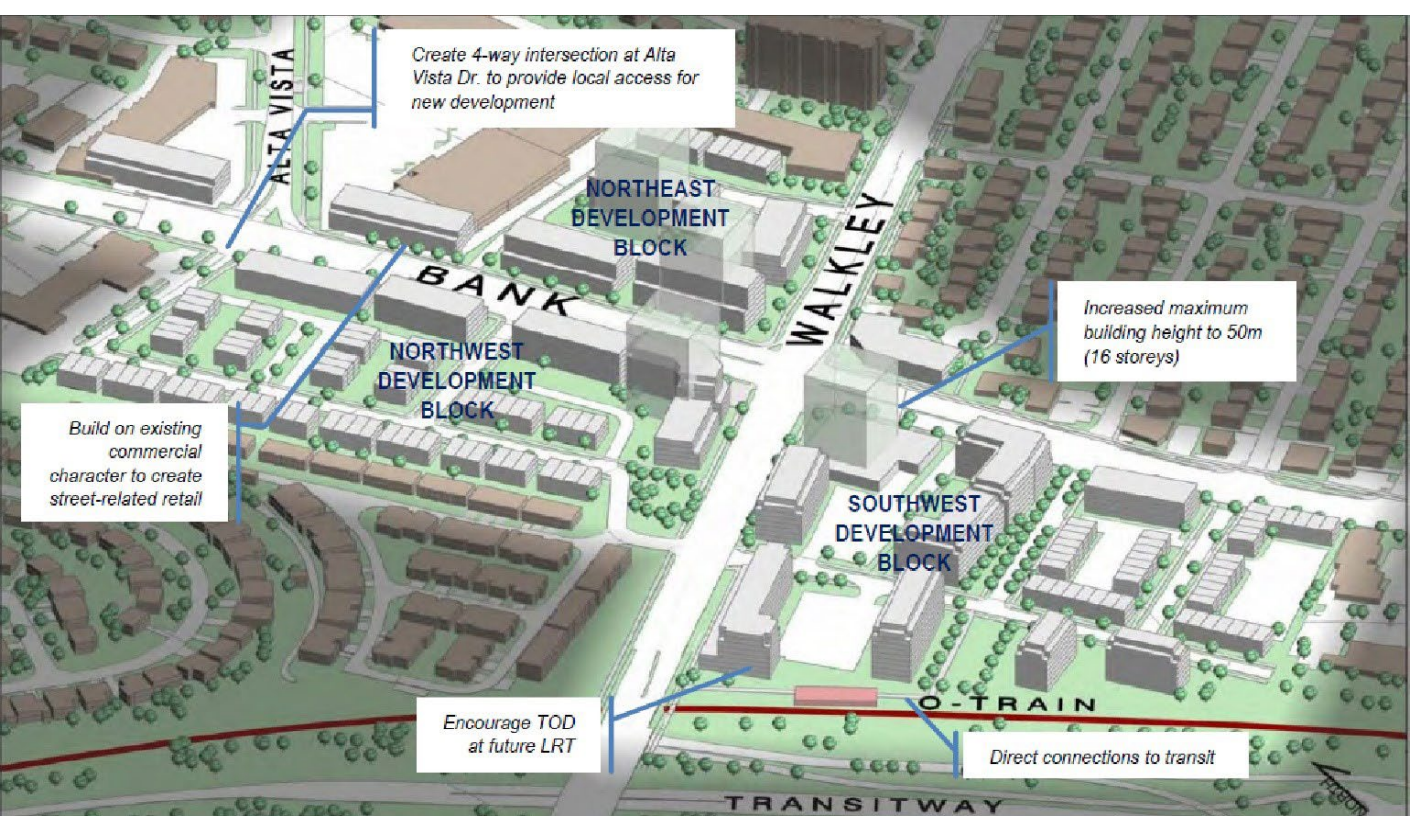 Create 4-way intersection at Alta
Vista Dr. to provide local access for
new development
ALTA VISTA
NORTHEAST
DEVELOPMENT
BLOCK
WALKLEY
BANK
Increased maximum
building height to 50m
(16 storeys)
NORTHWEST
DEVELOPMENT
BLOCK
Build on existing
commercial
character to create
street-related retail
SOUTHWEST
DEVELOPMENT
BLOCK
O-TRAIN
Encourage TOD
at future LRT
Direct connections to transit
TRANSITWAY
NORTH